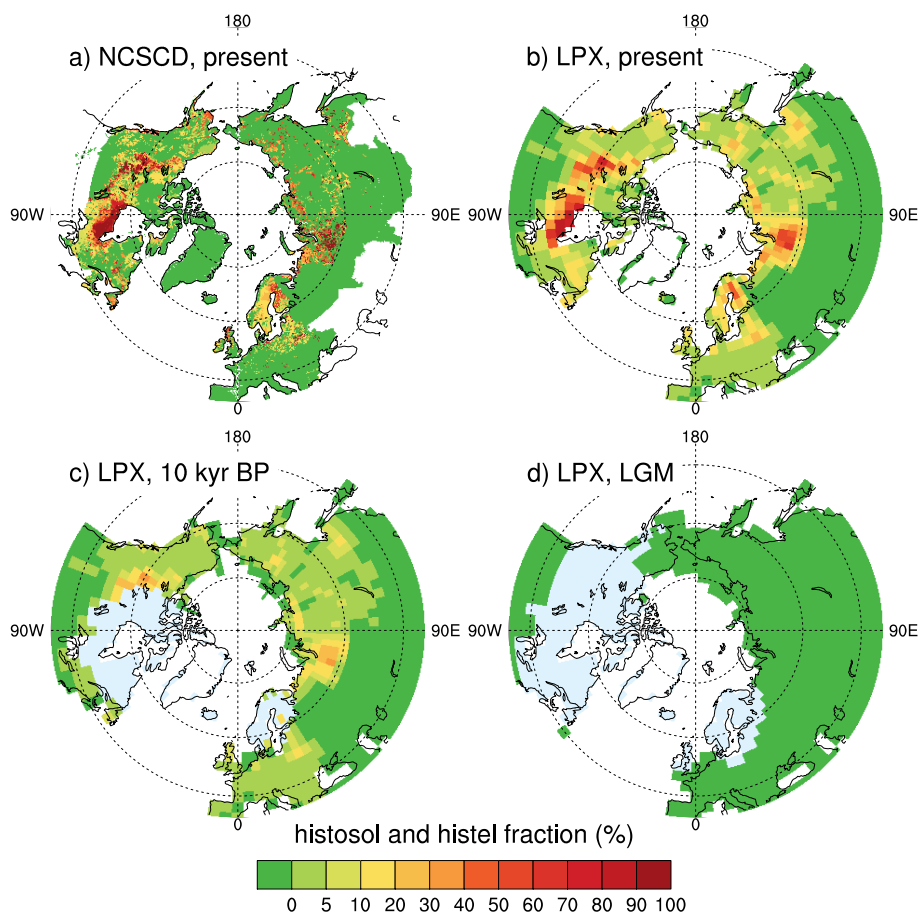 180
a) NCSCD, present
90W
90E
0
180
b) LPX, present
90W
90E
0
180
c) LPX, 10 kyr BP
90W
90E
0
180
d) LPX, LGM
90W
90E
0
histosol and histel fraction (%)
0 5 10 20 30 40 50 60 70 80 90 100